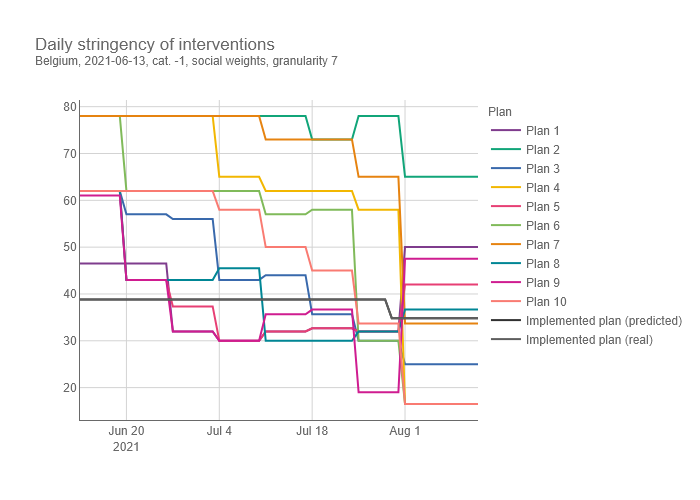 Daily stringency of interventions
Belgium, 2021-06-13, cat. -1, social weights, granularity 7
80
70
60
50
40
30
20
Jun 20
2021
Jul 4
Jul 18
Aug 1
Plan
Plan 1
Plan 2
Plan 3
Plan 4
Plan 5
Plan 6
Plan 7
Plan 8
Plan 9
Plan 10
Implemented plan (predicted)
Implemented plan (real)